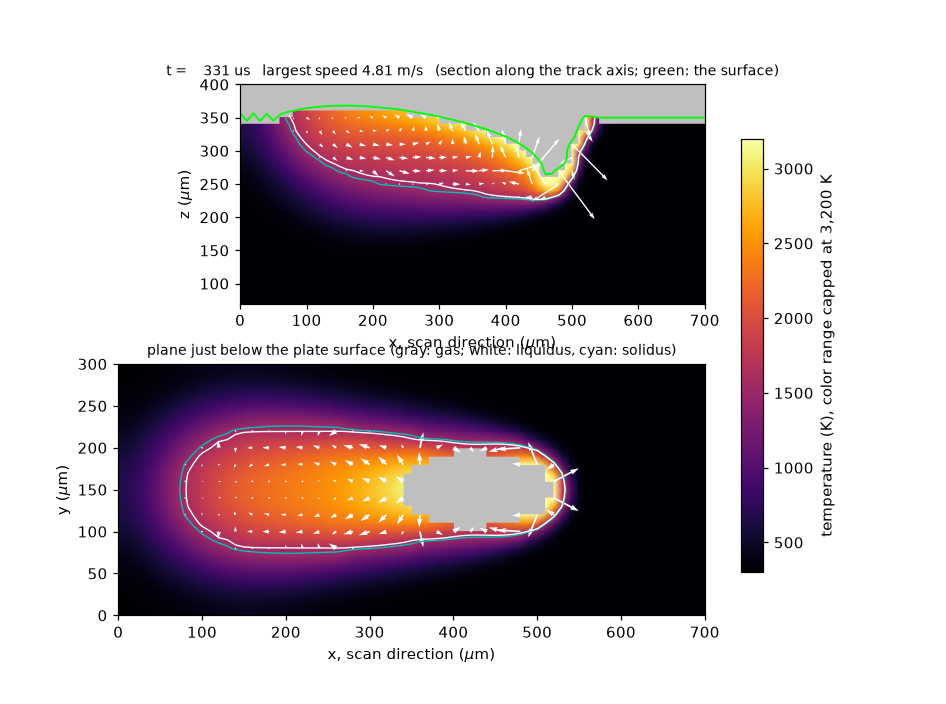 t =    331 us   largest speed 4.81 m/s   (section along the track axis; green: the surface)
400
350
300
250
200
150
100
z (μm)
0 100 200 300 400 500 600 700
x, scan direction (μm)
plane just below the plate surface (gray: gas; white: liquidus, cyan: solidus)
300
250
200
150
100
50
0
y (μm)
0 100 200 300 400 500 600 700
x, scan direction (μm)
3000
2500
2000
1500
1000
500
temperature (K), color range capped at 3,200 K